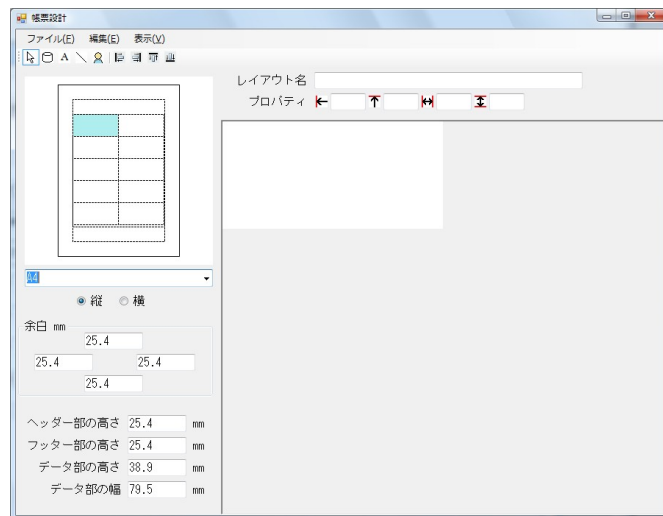 帳票設計
ファイル(F) 編集(E) 表示(V)
A
レイアウト名
プロパティ
A4
縦 横
余白 mm
25.4
25.4 25.4
25.4
ヘッダー部の高さ 25.4 mm
フッター部の高さ 25.4 mm
データ部の高さ 38.9 mm
データ部の幅 79.5 mm